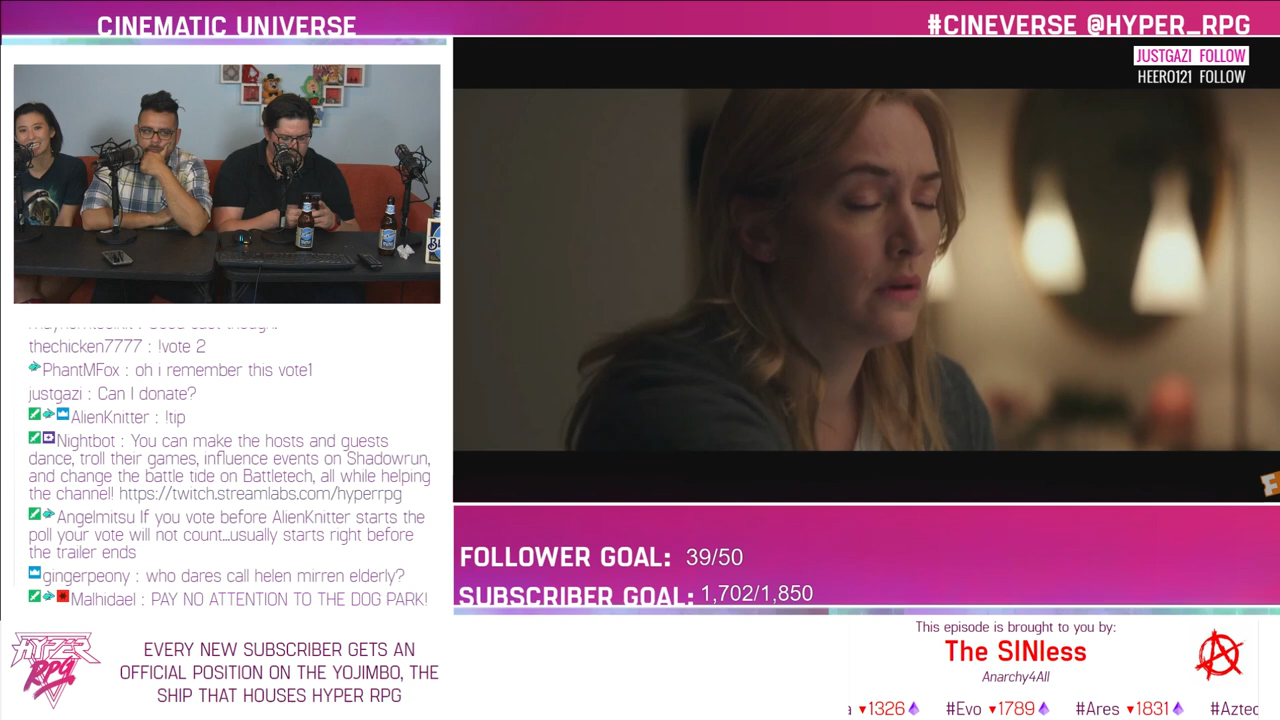 CINEMATIC UNIVERSE
#CINEVERSE @HYPER_RPG
JUSTGAZI FOLLOW
HEERO121 FOLLOW
thechicken7777 : !vote 2
PhantMFox : oh i remember this vote1
justgazi : Can I donate?
AlienKnitter : !tip
Nightbot : You can make the hosts and guests
dance, troll their games, influence events on Shadowrun,
and change the battle tide on Battletech, all while helping
the channel! https://twitch.streamlabs.com/hyperrpg
Angelmitsu If you vote before AlienKnitter starts the
poll your vote will not count...usually starts right before
the trailer ends
gingerpeony : who dares call helen mirren elderly?
Malhidael : PAY NO ATTENTION TO THE DOG PARK!
FOLLOWER GOAL: 39/50
SUBSCRIBER GOAL: 1,702/1,850
HYPER
RPG
EVERY NEW SUBSCRIBER GETS AN
OFFICIAL POSITION ON THE YOJIMBO, THE
SHIP THAT HOUSES HYPER RPG
This episode is brought to you by:
The SINless
Anarchy4All
a ▾1326 #Evo ▾1789 #Ares ▾1831 #Aztec